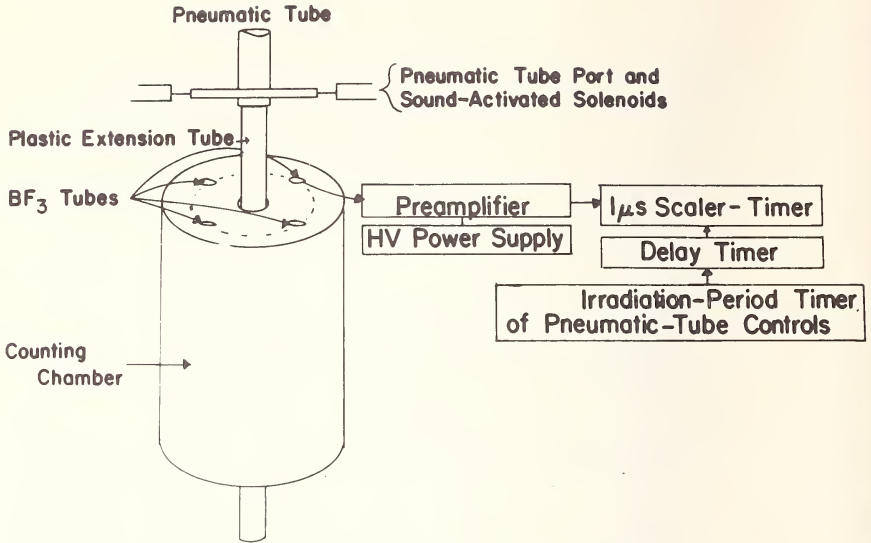 Pneumatic Tube
Pneumatic Tube Port and
Sound-Activated Solenoids
Plastic Extension Tube
BF₃ Tubes
Preamplifier
HV Power Supply
1μs Scaler-Timer
Delay Timer
Irradiation-Period Timer
of Pneumatic-Tube Controls
Counting
Chamber